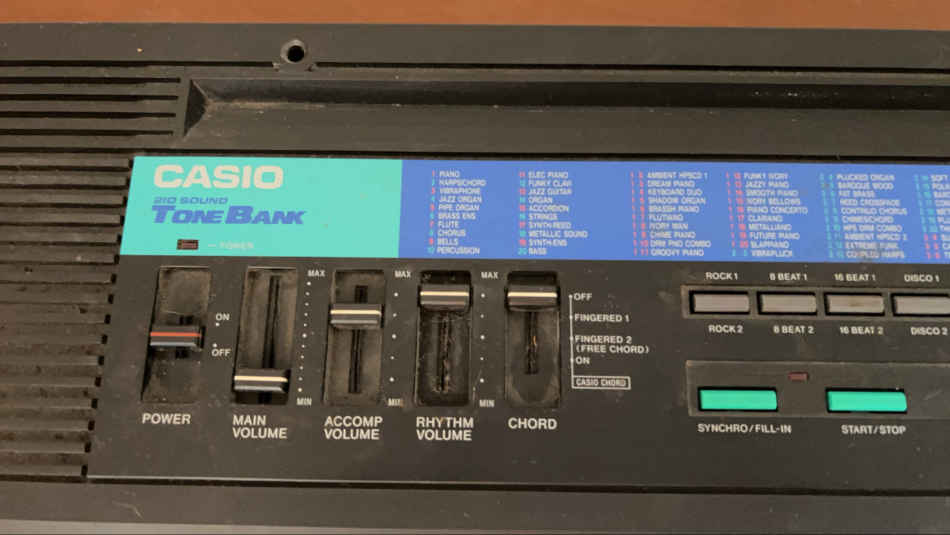 CASIO
210 SOUND
TONE BANK
POWER
1 PIANO
2 HARPSICHORD
3 VIBRAPHONE
4 JAZZ ORGAN
5 PIPE ORGAN
6 BRASS ENS
7 FLUTE
8 CHORUS
9 BELLS
10 PERCUSSION
11 ELEC PIANO
12 FUNKY CLAVI
13 JAZZ GUITAR
14 ORGAN
15 ACCORDION
16 STRINGS
17 SYNTH-REED
18 METALLIC SOUND
19 SYNTH-ENS
20 BASS
AMBIENT HPSCD 1
DREAM PIANO
KEYBOARD DUO
SHADOW ORGAN
BRASSY PIANO
FLUTIANO
IVORY MAN
CHIME PIANO
DRM PNO COMBO
GROOVY PIANO
FUNKY IVORY
JAZZY PIANO
SMOOTH PIANO
IVORY BELLOWS
PIANO CONCERTO
CLARIANO
METALLIANO
FUTURE PIANO
SLAPPIANO
VIBRAPLUCK
PLUCKED ORGAN
BAROQUE WOOD
FAT BRASS
REED CROSSPIPE
CONTINUO CHORUS
CHIMESCHORD
HPS DRM COMBO
AMBIENT HPSCD 2
EXTREME FUNK
COUPLED HARPS
SOFT
ON
OFF
POWER
MAX
MIN
MAIN
VOLUME
MAX
MIN
ACCOMP
VOLUME
MAX
MIN
RHYTHM
VOLUME
OFF
FINGERED 1
FINGERED 2
(FREE CHORD)
ON
CASIO CHORD
CHORD
ROCK 1
8 BEAT 1
16 BEAT 1
DISCO 1
ROCK 2
8 BEAT 2
16 BEAT 2
DISCO 2
SYNCHRO/FILL-IN
START/STOP